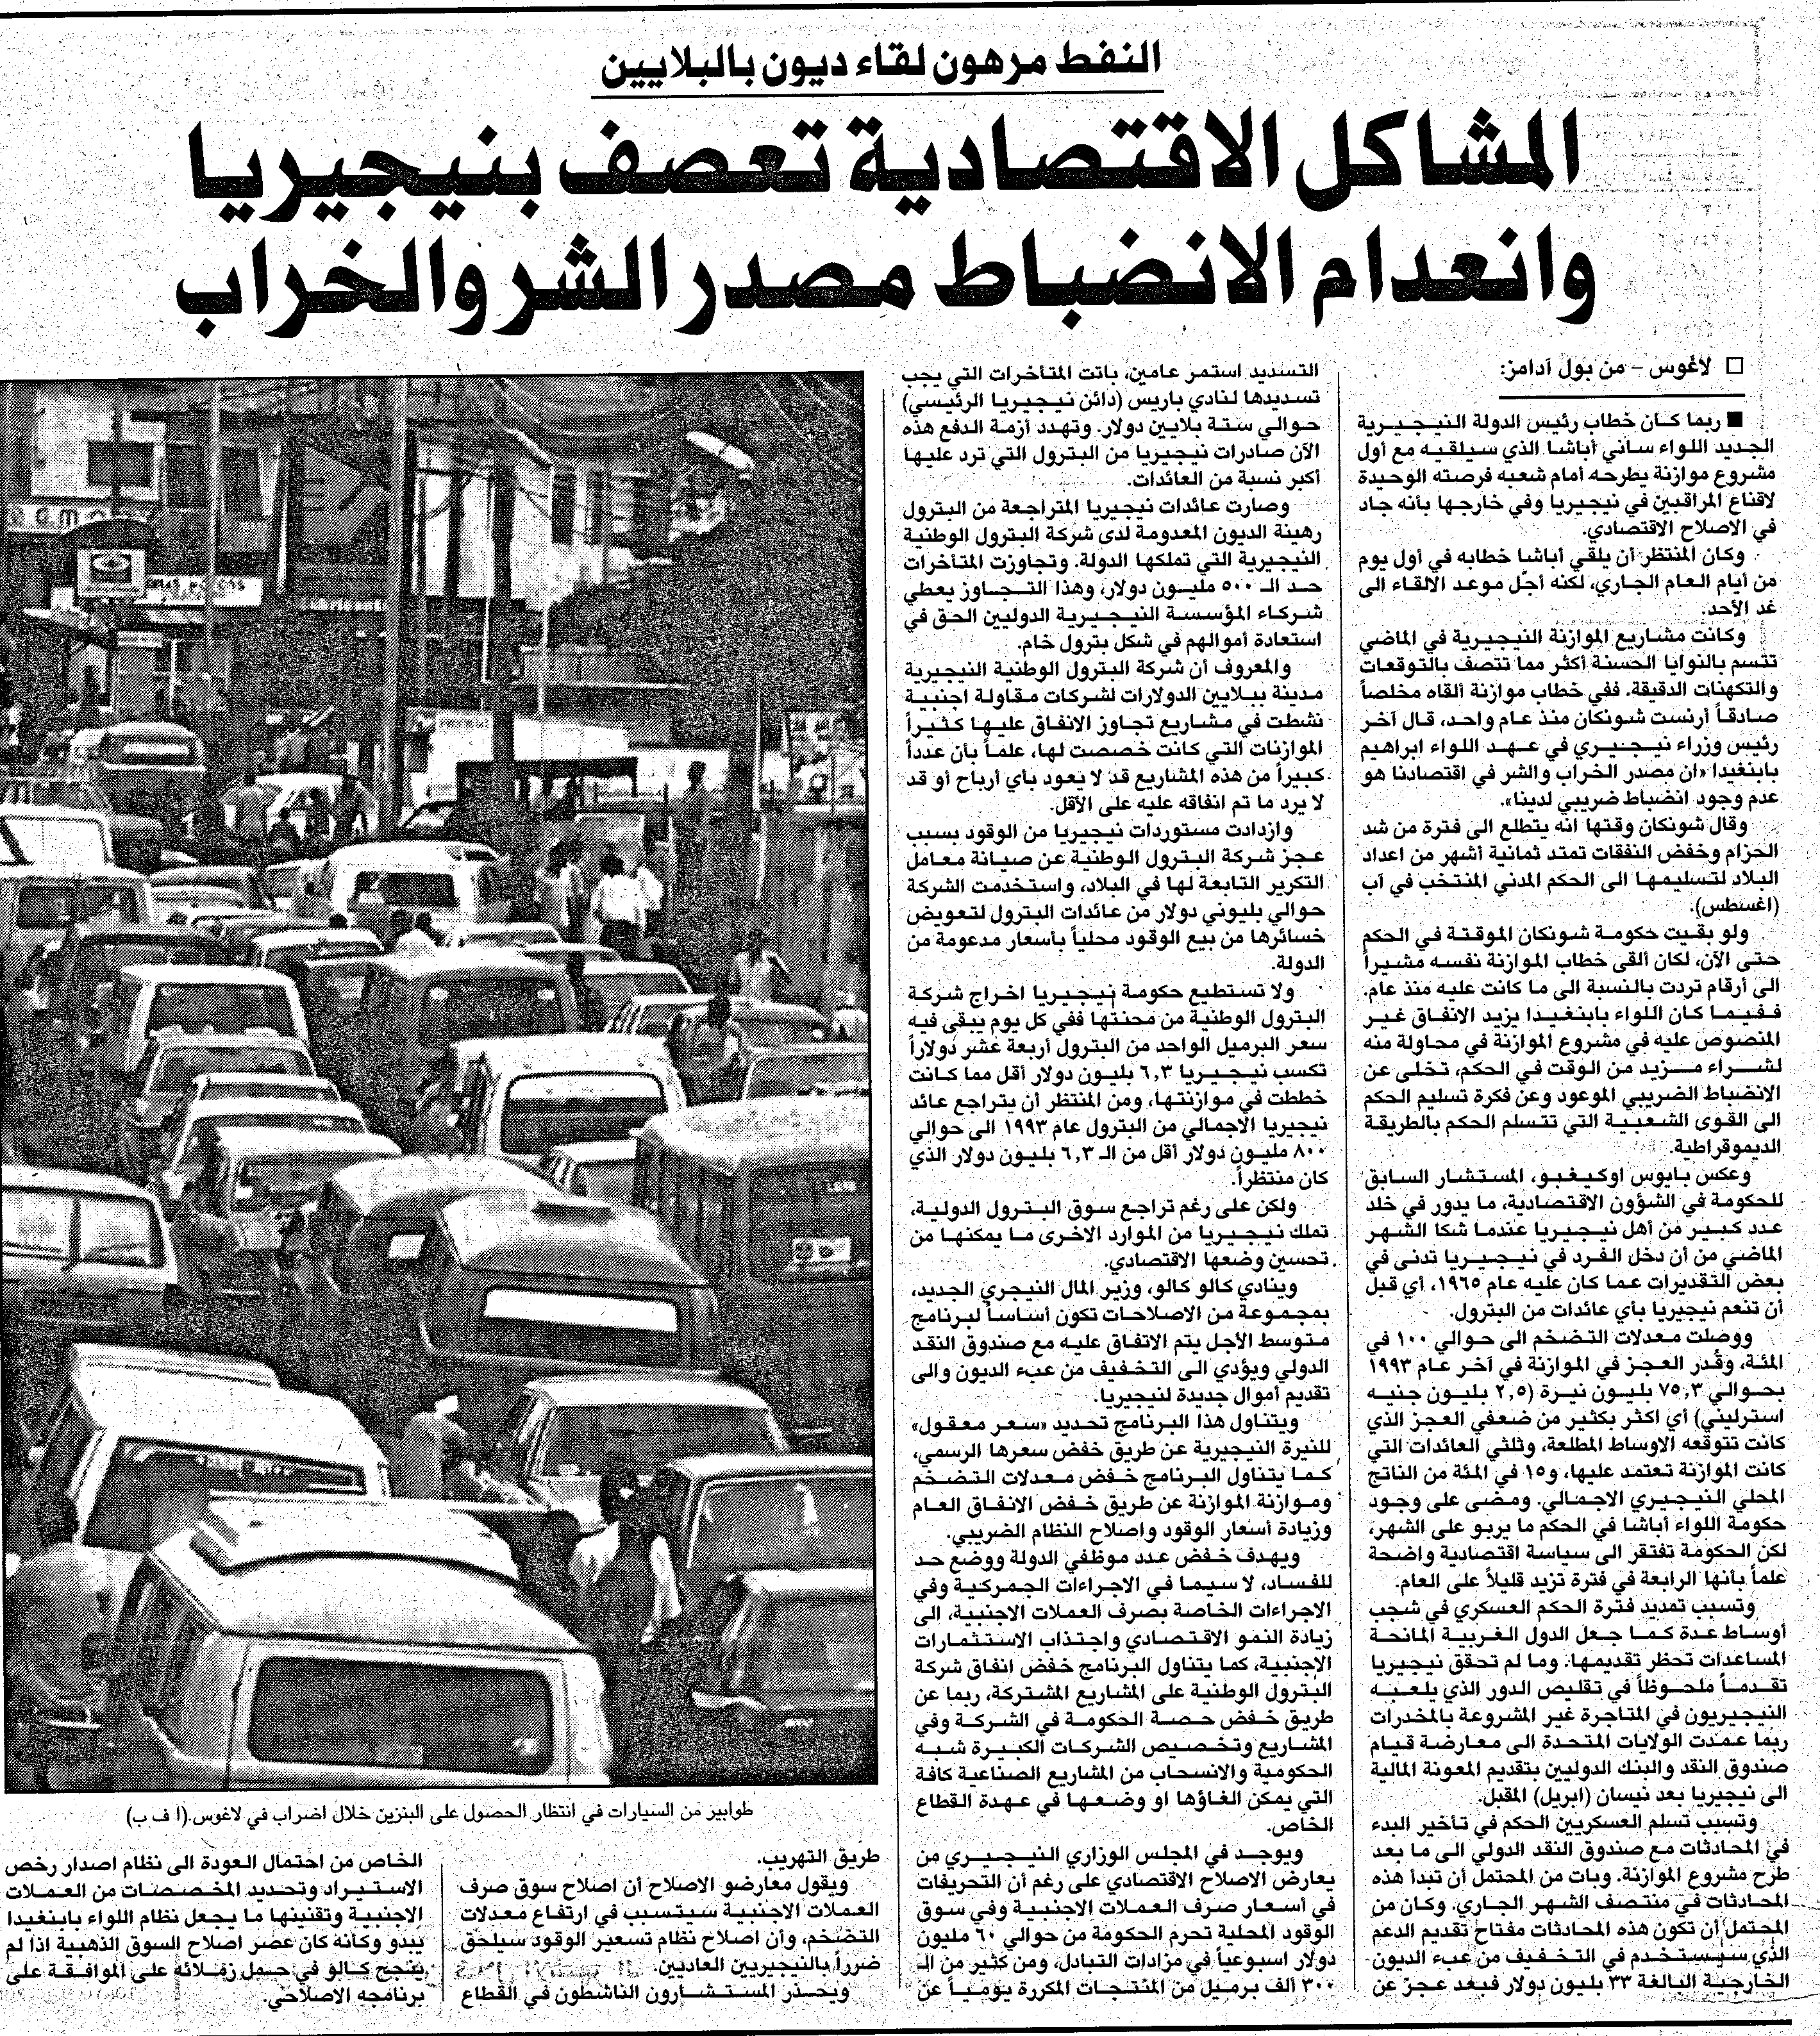 النفط مرهون لقاء ديون بالبلايين
المشاكل الاقتصادية تعصف بنيجيريا
وانعدام الانضباط مصدر الشر والخراب
□ لاغوس - من بول آدامز:
■ ربما كان خطاب رئيس الدولة النيجيرية
الجديد اللواء ساني أباشا الذي سيلقيه مع أول
مشروع موازنة يطرحه أمام شعبه فرصته الوحيدة
لاقناع المراقبين في نيجيريا وفي خارجها بأنه جاد
في الاصلاح الاقتصادي.
وكان المنتظر أن يلقي أباشا خطابه في أول يوم
من أيام العام الجاري، لكنه أجّل موعد الالقاء الى
غد الأحد.
وكانت مشاريع الموازنة النيجيرية في الماضي
تتسم بالنوايا الحسنة أكثر مما تتصف بالتوقعات
والتكهنات الدقيقة. ففي خطاب موازنة ألقاه مخلصاً
صادقاً أرنست شونكان منذ عام واحد، قال آخر
رئيس وزراء نيجيري في عهد اللواء ابراهيم
بابنغيدا «ان مصدر الخراب والشر في اقتصادنا هو
عدم وجود انضباط ضريبي لدينا».
وقال شونكان وقتها انه يتطلع الى فترة من شد
الحزام وخفض النفقات تمتد ثمانية أشهر من اعداد
البلاد لتسليمها الى الحكم المدني المنتخب في آب
(اغسطس).
ولو بقيت حكومة شونكان الموقتة في الحكم
حتى الآن، لكان ألقى خطاب الموازنة نفسه مشيراً
الى أرقام تردت بالنسبة الى ما كانت عليه منذ عام.
ففيما كان اللواء بابنغيدا يزيد الانفاق غير
المنصوص عليه في مشروع الموازنة في محاولة منه
لشراء مزيد من الوقت في الحكم، تخلى عن
الانضباط الضريبي الموعود وعن فكرة تسليم الحكم
الى القوى الشعبية التي تتسلم الحكم بالطريقة
الديموقراطية.
وعكس بايوس اوكيغبو، المستشار السابق
للحكومة في الشؤون الاقتصادية، ما يدور في خلد
عدد كبير من أهل نيجيريا عندما شكا الشهر
الماضي من أن دخل الفرد في نيجيريا تدنى في
بعض التقديرات عما كان عليه عام ١٩٦٥، أي قبل
أن تنعم نيجيريا بأي عائدات من البترول.
ووصلت معدلات التضخم الى حوالي ١٠٠ في
المئة، وقُدر العجز في الموازنة في آخر عام ١٩٩٣
بحوالي ٧٥,٣ بليون نيرة (٢,٥ بليون جنيه
استرليني) أي اكثر بكثير من ضعفي العجز الذي
كانت تتوقعه الاوساط المطلعة، وثلثي العائدات التي
كانت الموازنة تعتمد عليها، و١٥ في المئة من الناتج
المحلي النيجيري الاجمالي. ومضى على وجود
حكومة اللواء أباشا في الحكم ما يربو على الشهر،
لكن الحكومة تفتقر الى سياسة اقتصادية واضحة
علماً بأنها الرابعة في فترة تزيد قليلاً على العام.
وتسبب تمديد فترة الحكم العسكري في شجب
أوساط عدة كما جعل الدول الغربية المانحة
المساعدات تحظر تقديمها. وما لم تحقق نيجيريا
تقدماً ملحوظاً في تقليص الدور الذي يلعبه
النيجيريون في المتاجرة غير المشروعة بالمخدرات
ربما عمدت الولايات المتحدة الى معارضة قيام
صندوق النقد والبنك الدوليين بتقديم المعونة المالية
الى نيجيريا بعد نيسان (ابريل) المقبل.
وتسبب تسلم العسكريين الحكم في تأخير البدء
في المحادثات مع صندوق النقد الدولي الى ما بعد
طرح مشروع الموازنة. وبات من المحتمل أن تبدأ هذه
المحادثات في منتصف الشهر الجاري. وكان من
المحتمل أن تكون هذه المحادثات مفتاح تقديم الدعم
الذي سيستخدم في التخفيف من عبء الديون
الخارجية البالغة ٣٣ بليون دولار فبعد عجز عن
التسديد استمر عامين، باتت المتأخرات التي يجب
تسديدها لنادي باريس (دائن نيجيريا الرئيسي)
حوالي ستة بلايين دولار. وتهدد أزمة الدفع هذه
الآن صادرات نيجيريا من البترول التي ترد عليها
أكبر نسبة من العائدات.
وصارت عائدات نيجيريا المتراجعة من البترول
رهينة الديون المعدومة لدى شركة البترول الوطنية
النيجيرية التي تملكها الدولة. وتجاوزت المتأخرات
حد الـ ٥٠٠ مليون دولار، وهذا التجاوز يعطي
شركاء المؤسسة النيجيرية الدوليين الحق في
استعادة أموالهم في شكل بترول خام.
والمعروف أن شركة البترول الوطنية النيجيرية
مدينة ببلايين الدولارات لشركات مقاولة اجنبية
نشطت في مشاريع تجاوز الانفاق عليها كثيراً
الموازنات التي كانت خصصت لها، علماً بأن عدداً
كبيراً من هذه المشاريع قد لا يعود بأي أرباح أو قد
لا يرد ما تم انفاقه عليه على الأقل.
وازدادت مستوردات نيجيريا من الوقود بسبب
عجز شركة البترول الوطنية عن صيانة معامل
التكرير التابعة لها في البلاد، واستخدمت الشركة
حوالي بليوني دولار من عائدات البترول لتعويض
خسائرها من بيع الوقود محلياً بأسعار مدعومة من
الدولة.
ولا تستطيع حكومة نيجيريا اخراج شركة
البترول الوطنية من محنتها ففي كل يوم يبقى فيه
سعر البرميل الواحد من البترول أربعة عشر دولاراً
تكسب نيجيريا ٦,٣ بليون دولار أقل مما كانت
خططت في موازنتها، ومن المنتظر أن يتراجع عائد
نيجيريا الاجمالي من البترول عام ١٩٩٣ الى حوالي
٨٠٠ مليون دولار أقل من الـ ٦,٣ بليون دولار الذي
كان منتظراً.
ولكن على رغم تراجع سوق البترول الدولية،
تملك نيجيريا من الموارد الاخرى ما يمكنها من
تحسين وضعها الاقتصادي.
وينادي كالو كالو، وزير المال النيجري الجديد،
بمجموعة من الاصلاحات تكون أساساً لبرنامج
متوسط الأجل يتم الاتفاق عليه مع صندوق النقد
الدولي ويؤدي الى التخفيف من عبء الديون والى
تقديم أموال جديدة لنيجيريا.
ويتناول هذا البرنامج تحديد «سعر معقول»
للنيرة النيجيرية عن طريق خفض سعرها الرسمي،
كما يتناول البرنامج خفض معدلات التضخم
وموازنة الموازنة عن طريق خفض الانفاق العام
وزيادة أسعار الوقود واصلاح النظام الضريبي.
ويهدف خفض عدد موظفي الدولة ووضع حد
للفساد، لا سيما في الاجراءات الجمركية وفي
الاجراءات الخاصة بصرف العملات الاجنبية، الى
زيادة النمو الاقتصادي واجتذاب الاستثمارات
الاجنبية، كما يتناول البرنامج خفض انفاق شركة
البترول الوطنية على المشاريع المشتركة، ربما عن
طريق خفض حصة الحكومة في الشركة وفي
المشاريع وتخصيص الشركات الكبيرة شبه
الحكومية والانسحاب من المشاريع الصناعية كافة
التي يمكن الغاؤها او وضعها في عهدة القطاع
الخاص.
ويوجد في المجلس الوزاري النيجيري من
يعارض الاصلاح الاقتصادي على رغم أن التحريفات
في أسعار صرف العملات الاجنبية وفي سوق
الوقود المحلية تحرم الحكومة من حوالي ٦٠ مليون
دولار اسبوعياً في مزادات التبادل، ومن كثير من الـ
٣٠٠ ألف برميل من المنتجات المكررة يومياً عن
طوابير من السيارات في انتظار الحصول على البنزين خلال اضراب في لاغوس.(ا ف ب)
طريق التهريب.
ويقول معارضو الاصلاح أن اصلاح سوق صرف
العملات الاجنبية سيتسبب في ارتفاع معدلات
التضخم، وأن اصلاح نظام تسعير الوقود سيلحق
ضرراً بالنيجيريين العاديين.
ويحذر المستشارون الناشطون في القطاع
الخاص من احتمال العودة الى نظام اصدار رخص
الاستيراد وتحديد المخصصات من العملات
الاجنبية وتقنينها ما يجعل نظام اللواء بابنغيدا
يبدو وكأنه كان عصر اصلاح السوق الذهبية اذا لم
ينجح كالو في حمل زملائه على الموافقة على
برنامجه الاصلاحي.